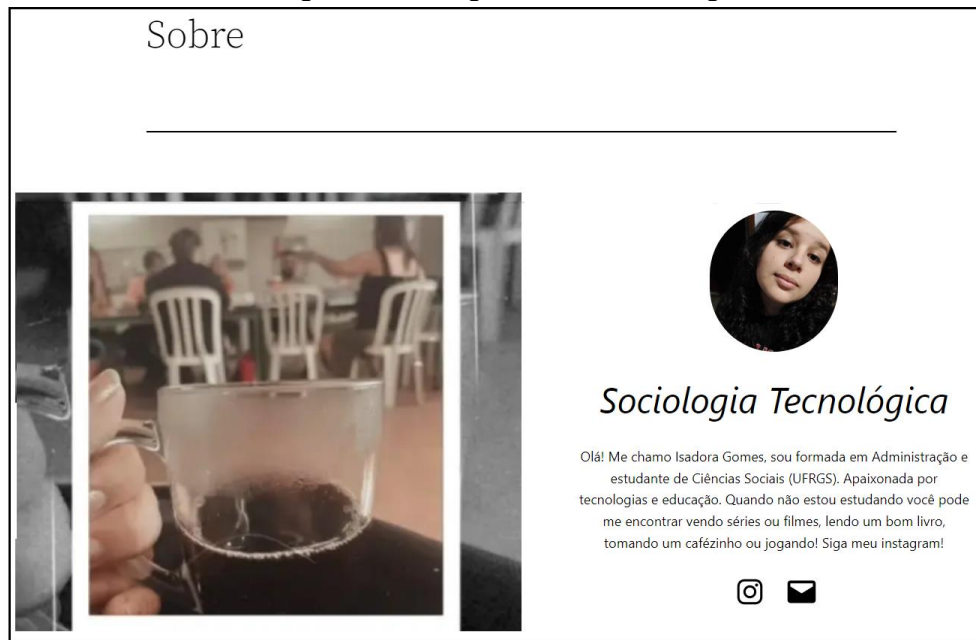 Sobre
Sociologia Tecnológica
Olá! Me chamo Isadora Gomes, sou formada em Administração e
estudante de Ciências Sociais (UFRGS). Apaixonada por
tecnologias e educação. Quando não estou estudando você pode
me encontrar vendo séries ou filmes, lendo um bom livro,
tomando um cafézinho ou jogando! Siga meu instagram!